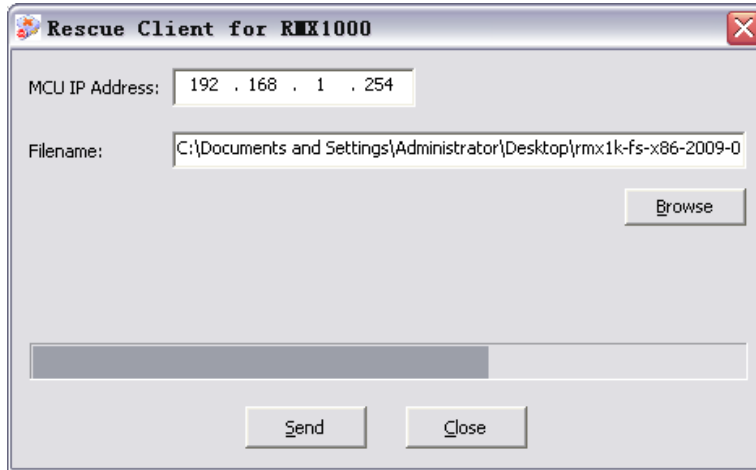 Rescue Client for RMX1000
MCU IP Address: 192 . 168 . 1 . 254
Filename: C:\Documents and Settings\Administrator\Desktop\rmx1k-fs-x86-2009-0
Browse
Send Close